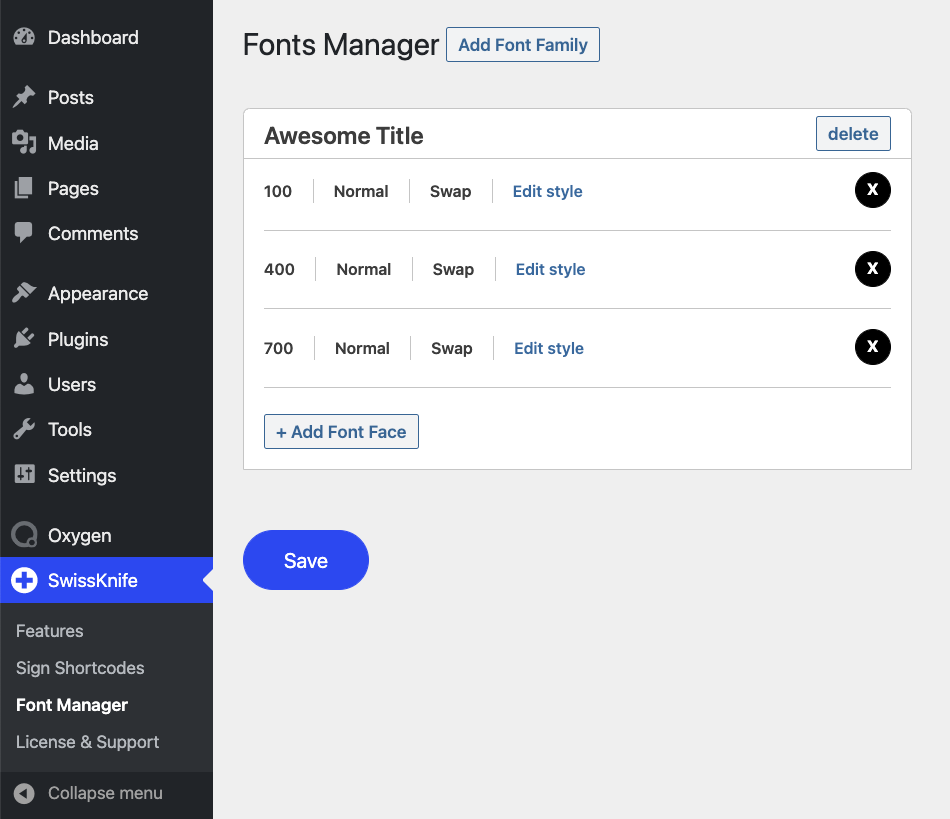 Dashboard
Posts
Media
Pages
Comments
Appearance
Plugins
Users
Tools
Settings
Oxygen
SwissKnife
Features
Sign Shortcodes
Font Manager
License & Support
Collapse menu
Fonts Manager Add Font Family
Awesome Title delete
100 Normal Swap Edit style X
400 Normal Swap Edit style X
700 Normal Swap Edit style X
+ Add Font Face
Save